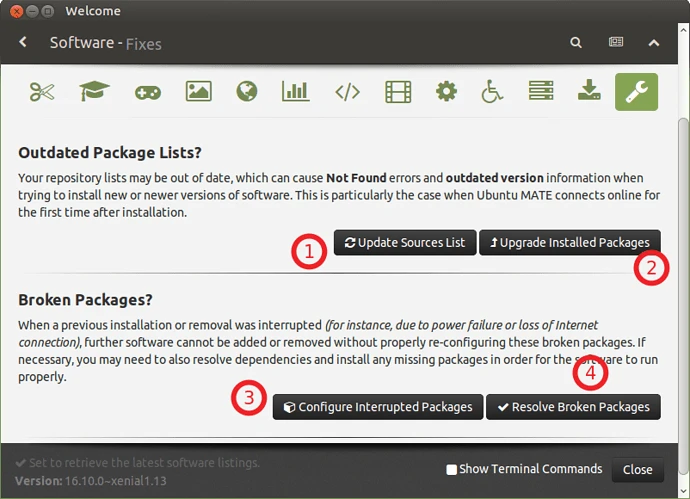 Welcome
Software - Fixes
Outdated Package Lists?
Your repository lists may be out of date, which can cause Not Found errors and outdated version information when
trying to install new or newer versions of software. This is particularly the case when Ubuntu MATE connects online for
the first time after installation.
1 Update Sources List Upgrade Installed Packages
2
Broken Packages?
When a previous installation or removal was interrupted (for instance, due to power failure or loss of Internet
connection), further software cannot be added or removed without properly re-configuring these broken packages. If
necessary, you may need to also resolve dependencies and install any missing packages in order for the software to run
properly.
4
3 Configure Interrupted Packages Resolve Broken Packages
Set to retrieve the latest software listings.
Version: 16.10.0~xenial1.13
Show Terminal Commands Close